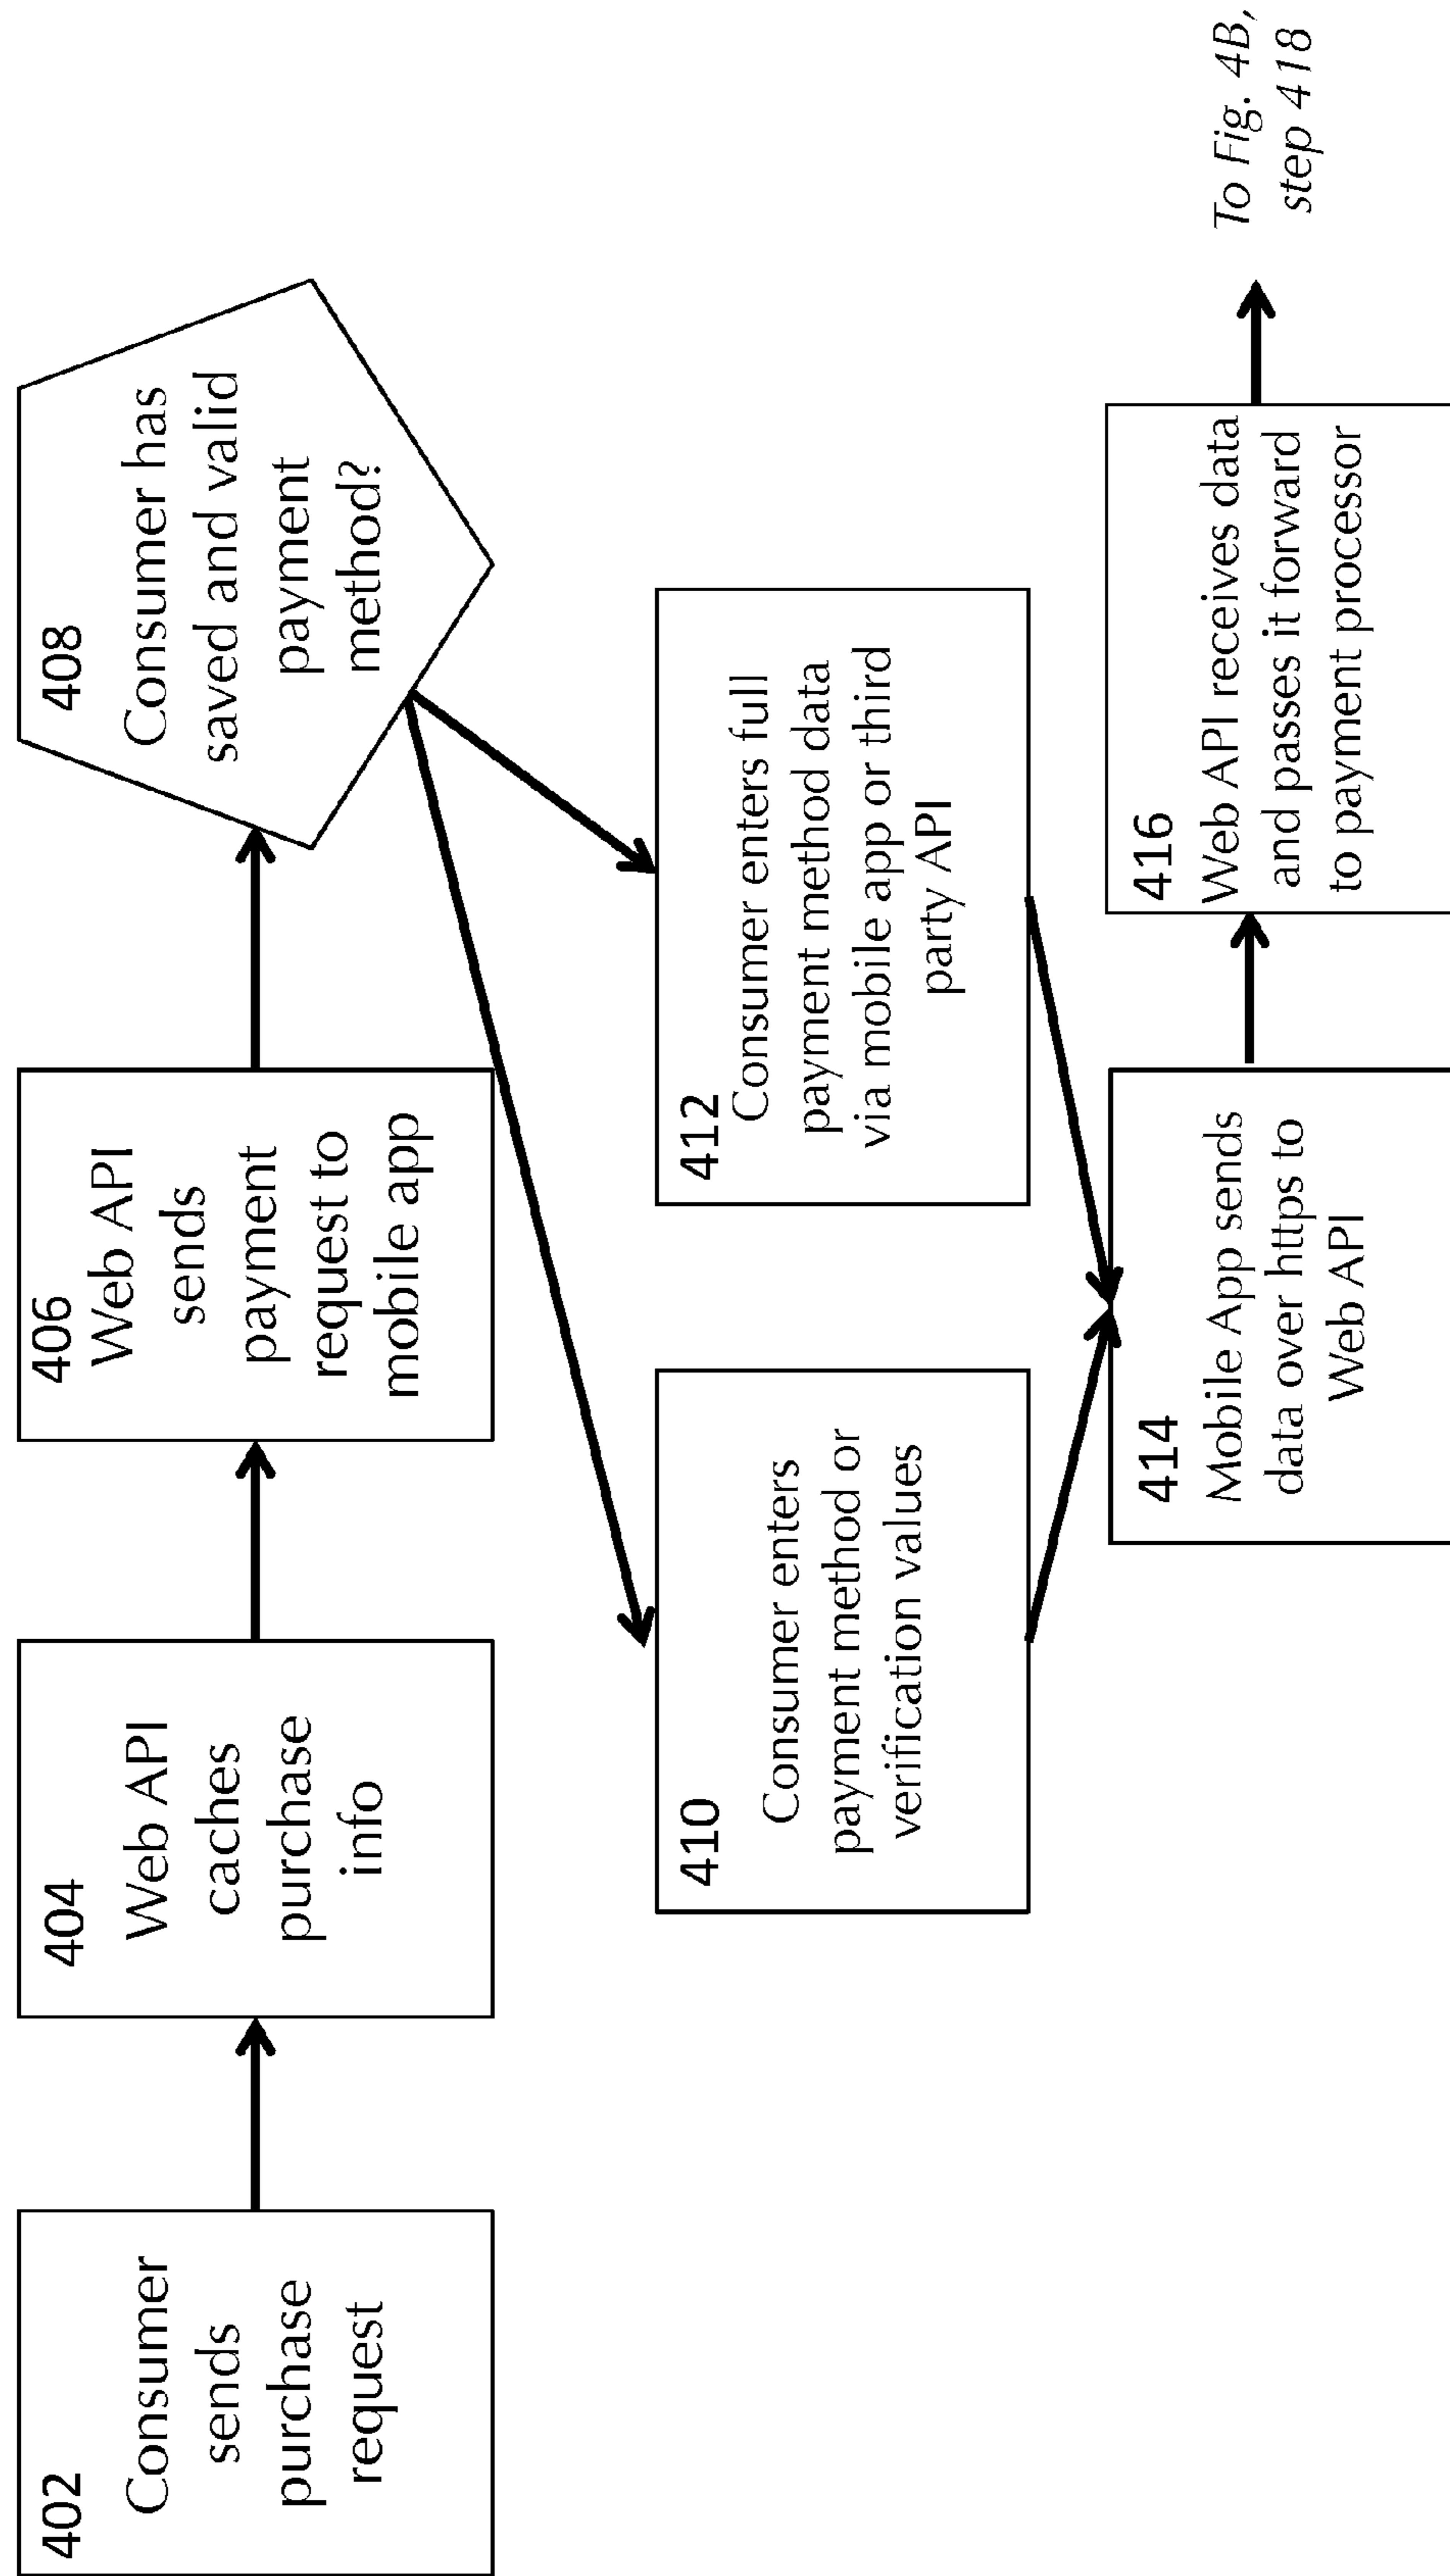 402
Consumer
sends
purchase
request
404
Web API
caches
purchase
info
406
Web API
sends
payment
request to
mobile app
408
Consumer has
saved and valid
payment
method?
410
Consumer enters
payment method or
verification values
412
Consumer enters full
payment method data
via mobile app or third
party API
414
Mobile App sends
data over https to
Web API
416
Web API receives data
and passes it forward
to payment processor
To Fig. 4B,
step 418